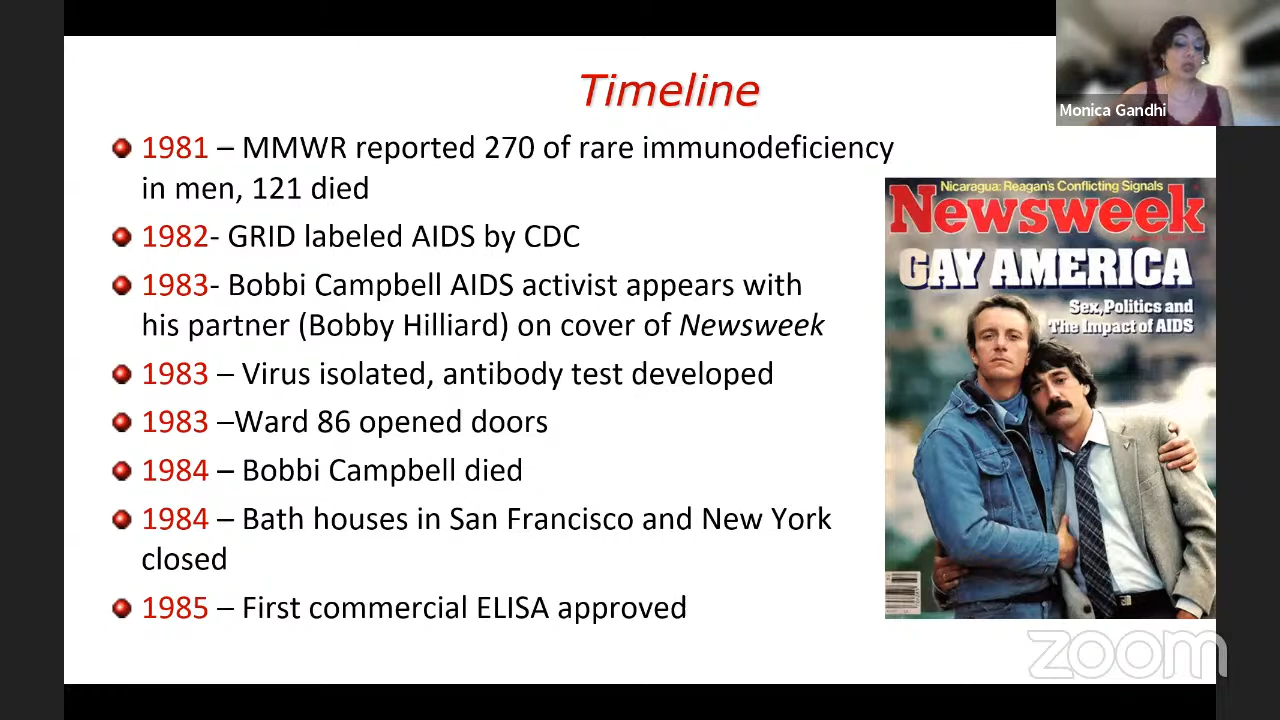 Timeline
Monica Gandhi
1981 – MMWR reported 270 of rare immunodeficiency
in men, 121 died
1982- GRID labeled AIDS by CDC
1983- Bobbi Campbell AIDS activist appears with
his partner (Bobby Hilliard) on cover of Newsweek
1983 – Virus isolated, antibody test developed
1983 –Ward 86 opened doors
1984 – Bobbi Campbell died
1984 – Bath houses in San Francisco and New York
closed
1985 – First commercial ELISA approved
Nicaragua: Reagan's Conflicting Signals
Newsweek
GAY AMERICA
Sex, Politics and
The Impact of AIDS
zoom